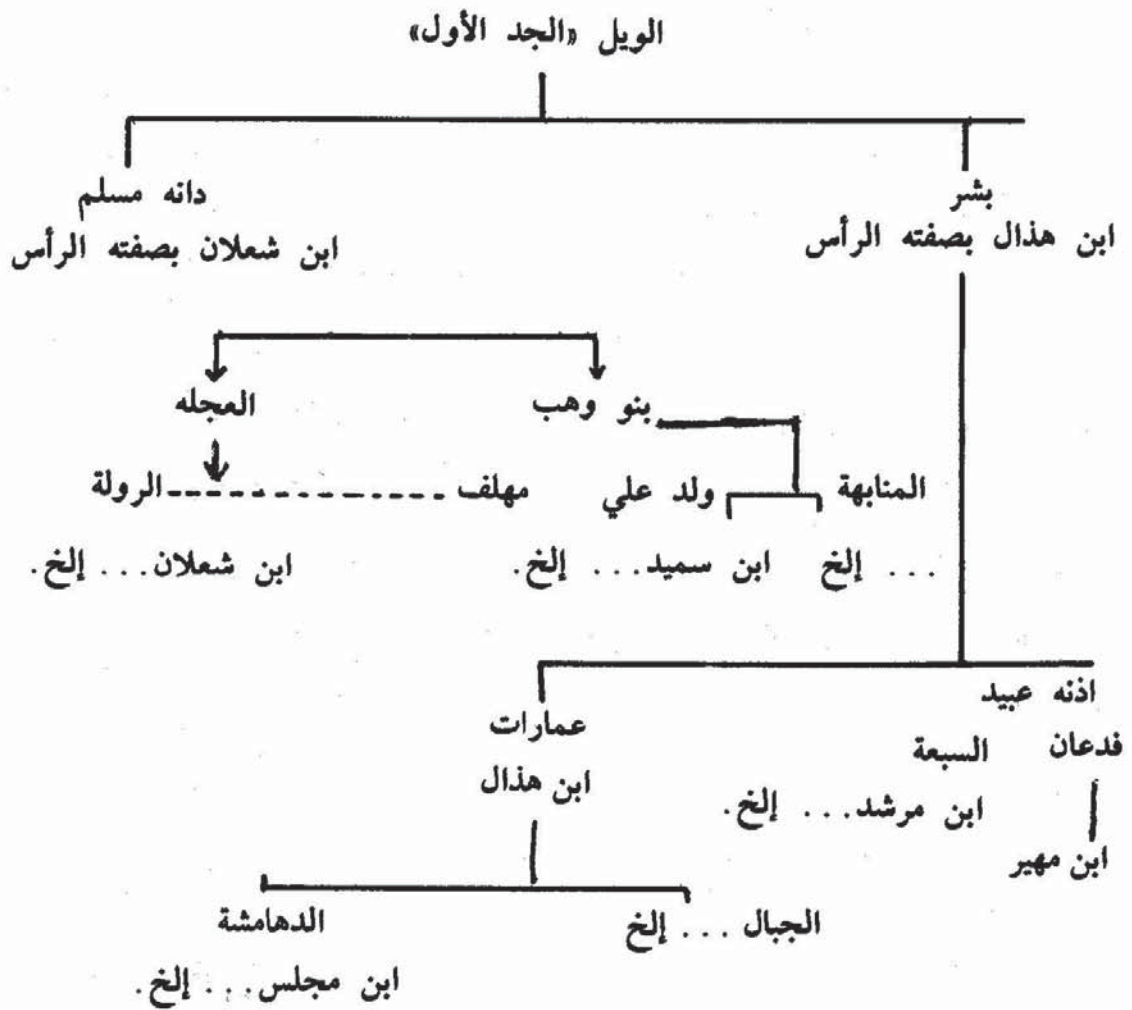 الويل «الجد الأول»
بشر
ابن هذال بصفته الرأس
دانه مسلم
ابن شعلان بصفته الرأس
بنو وهب
العجله
المنابهة
ولد علي
مهلف
الرولة
... إلخ
ابن سميد... إلخ.
ابن شعلان... إلخ.
اذنه عبيد
فدعان
السبعة
عمارات
ابن مرشد... إلخ.
ابن هذال
ابن مهير
الجبال ... إلخ
الدهامشة
ابن مجلس... إلخ.